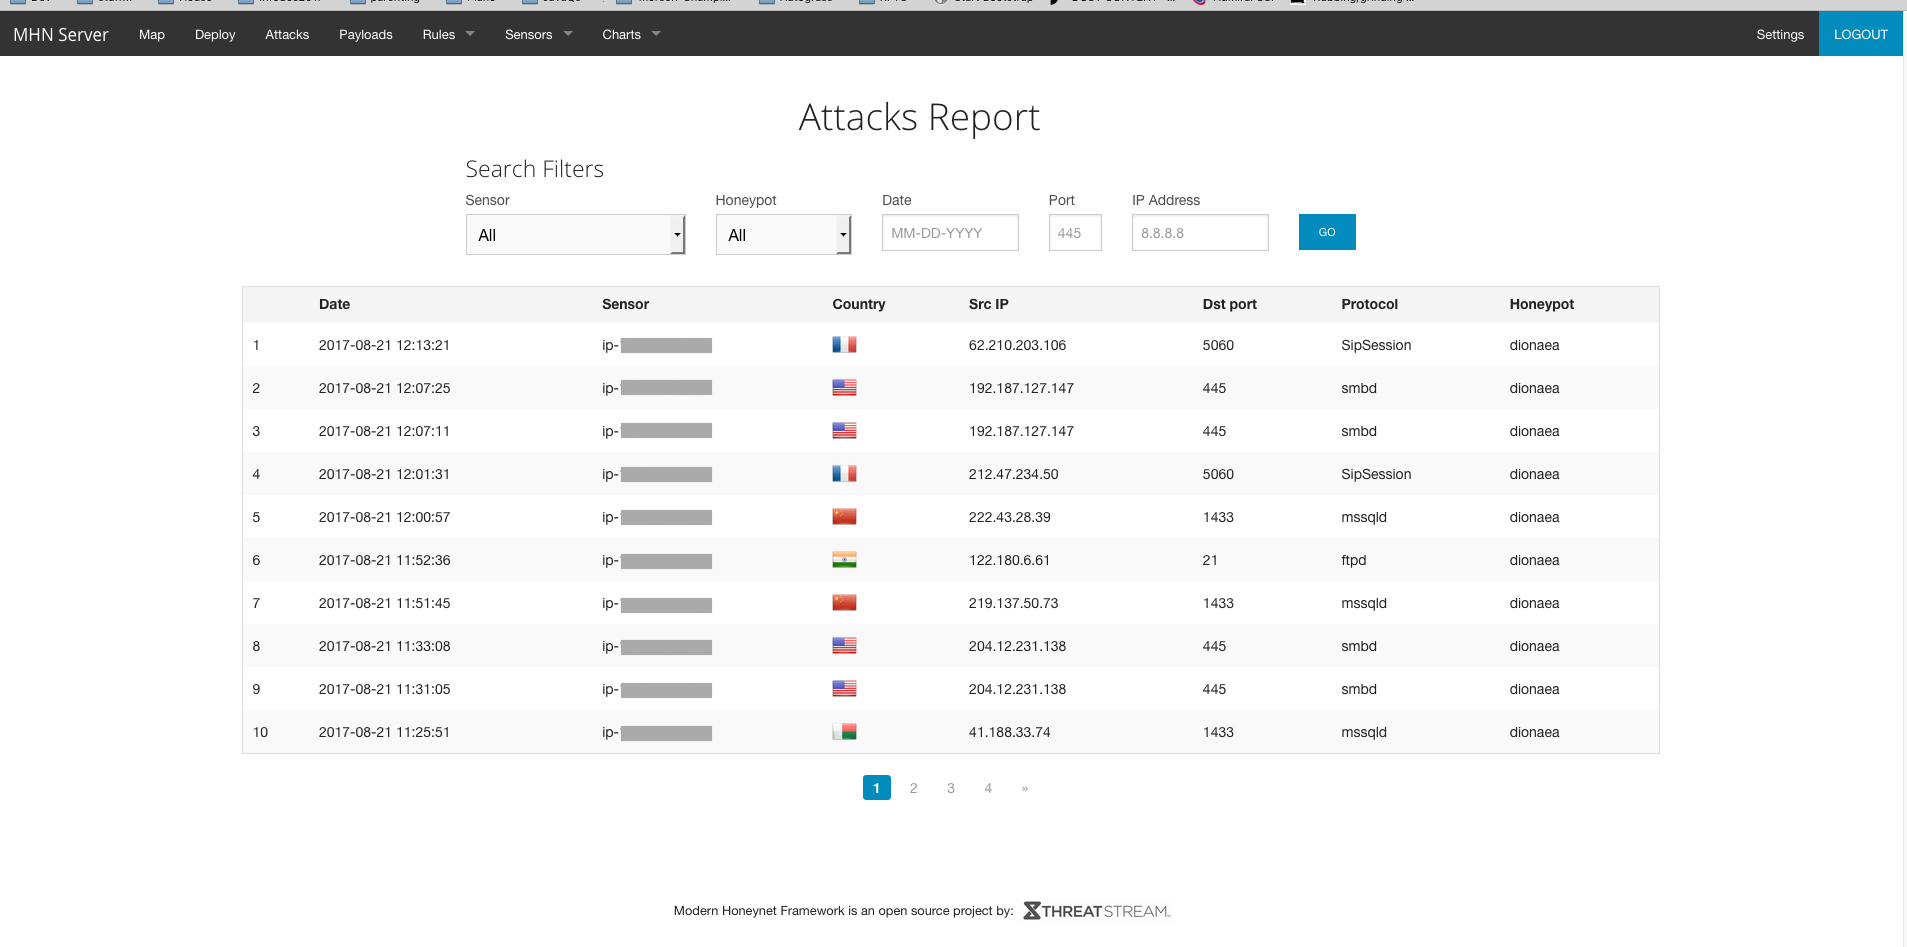 MHN Server Map Deploy Attacks Payloads Rules Sensors Charts Settings LOGOUT
Attacks Report
Search Filters
Sensor Honeypot Date Port IP Address
All All MM-DD-YYYY 445 8.8.8.8 GO
Date Sensor Country Src IP Dst port Protocol Honeypot
1 2017-08-21 12:13:21 ip- 62.210.203.106 5060 SipSession dionaea
2 2017-08-21 12:07:25 ip- 192.187.127.147 445 smbd dionaea
3 2017-08-21 12:07:11 ip- 192.187.127.147 445 smbd dionaea
4 2017-08-21 12:01:31 ip- 212.47.234.50 5060 SipSession dionaea
5 2017-08-21 12:00:57 ip- 222.43.28.39 1433 mssqld dionaea
6 2017-08-21 11:52:36 ip- 122.180.6.61 21 ftpd dionaea
7 2017-08-21 11:51:45 ip- 219.137.50.73 1433 mssqld dionaea
8 2017-08-21 11:33:08 ip- 204.12.231.138 445 smbd dionaea
9 2017-08-21 11:31:05 ip- 204.12.231.138 445 smbd dionaea
10 2017-08-21 11:25:51 ip- 41.188.33.74 1433 mssqld dionaea
1 2 3 4 »
Modern Honeynet Framework is an open source project by: THREATSTREAM